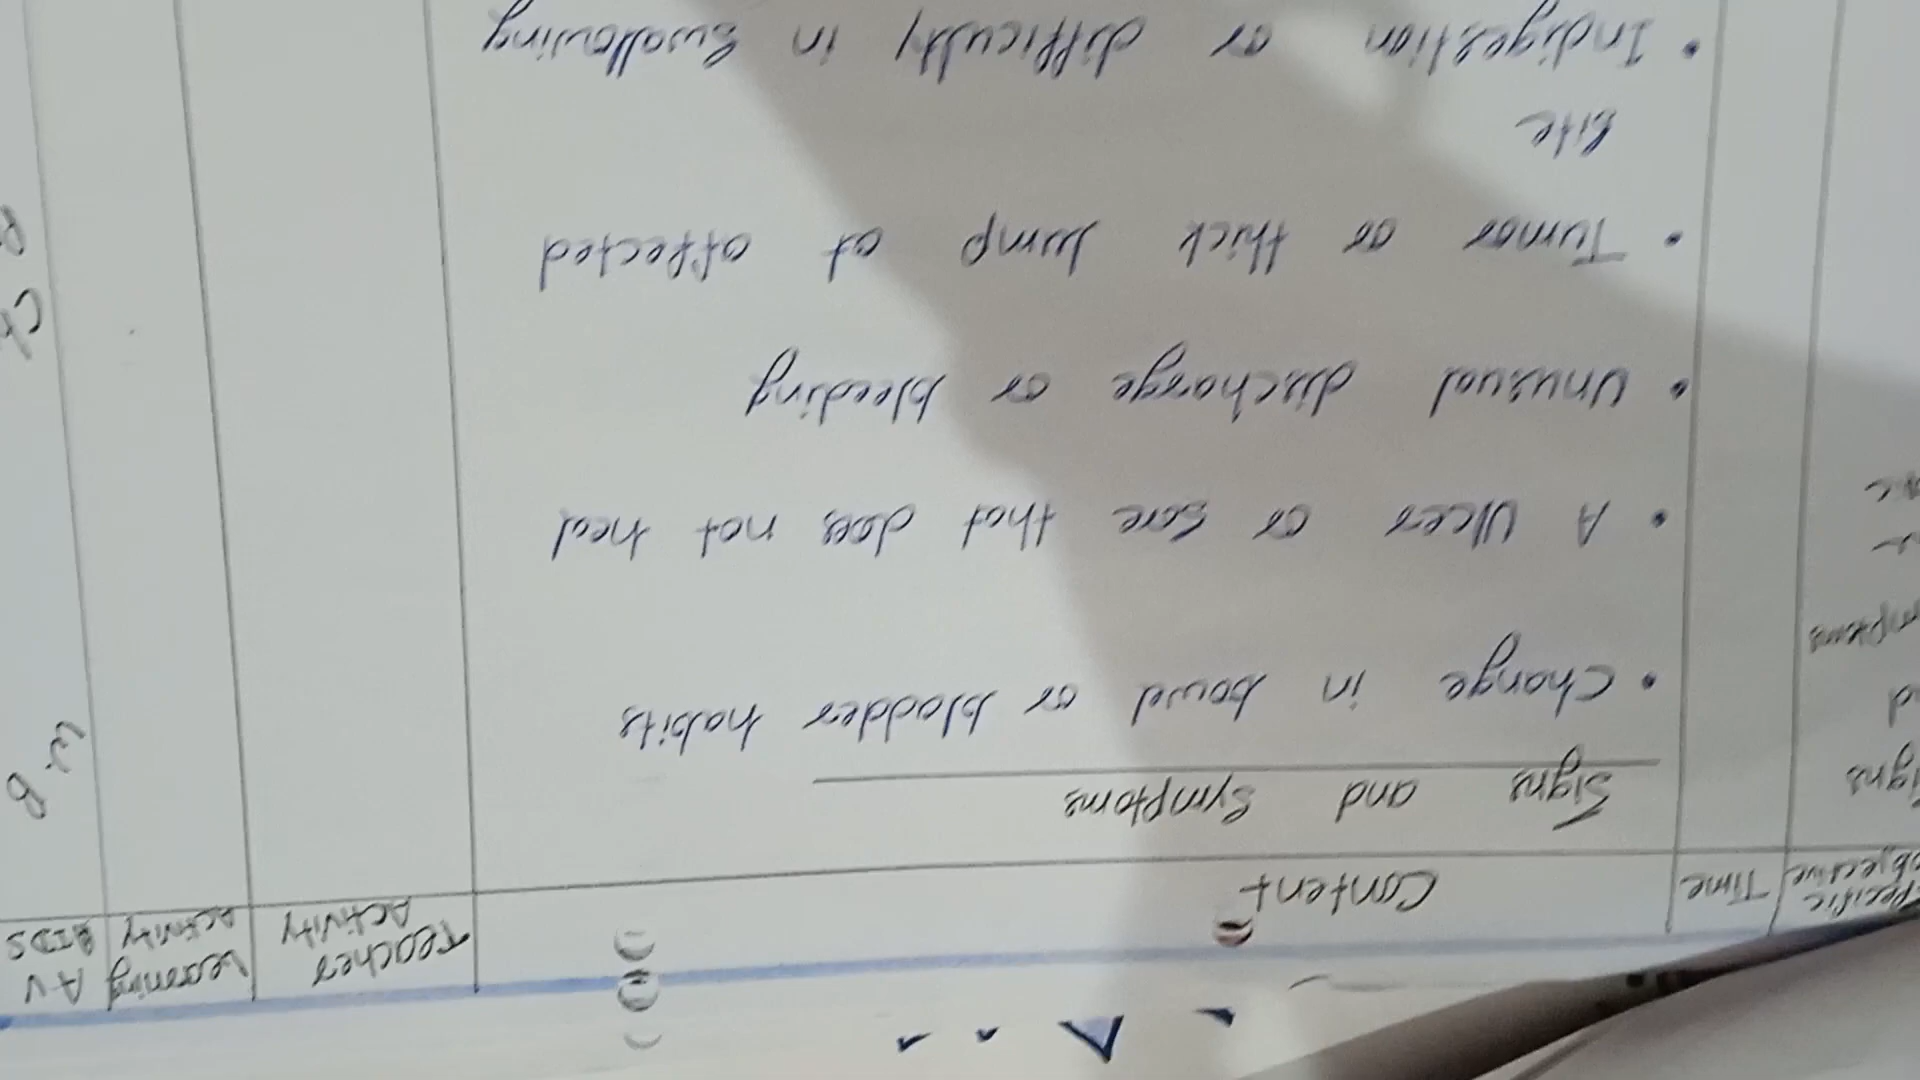 Specific Objective
Time
Content
Teacher Activity
Learning Activity
AV AIDS
Signs and Symptoms
• Change in bowel or bladder habits
• A Ulcer or sore that does not heal
• Unusual discharge or bleeding
• Tumor or thick lump at affected
site
• Indigestion or difficulty in swallowing
W.B